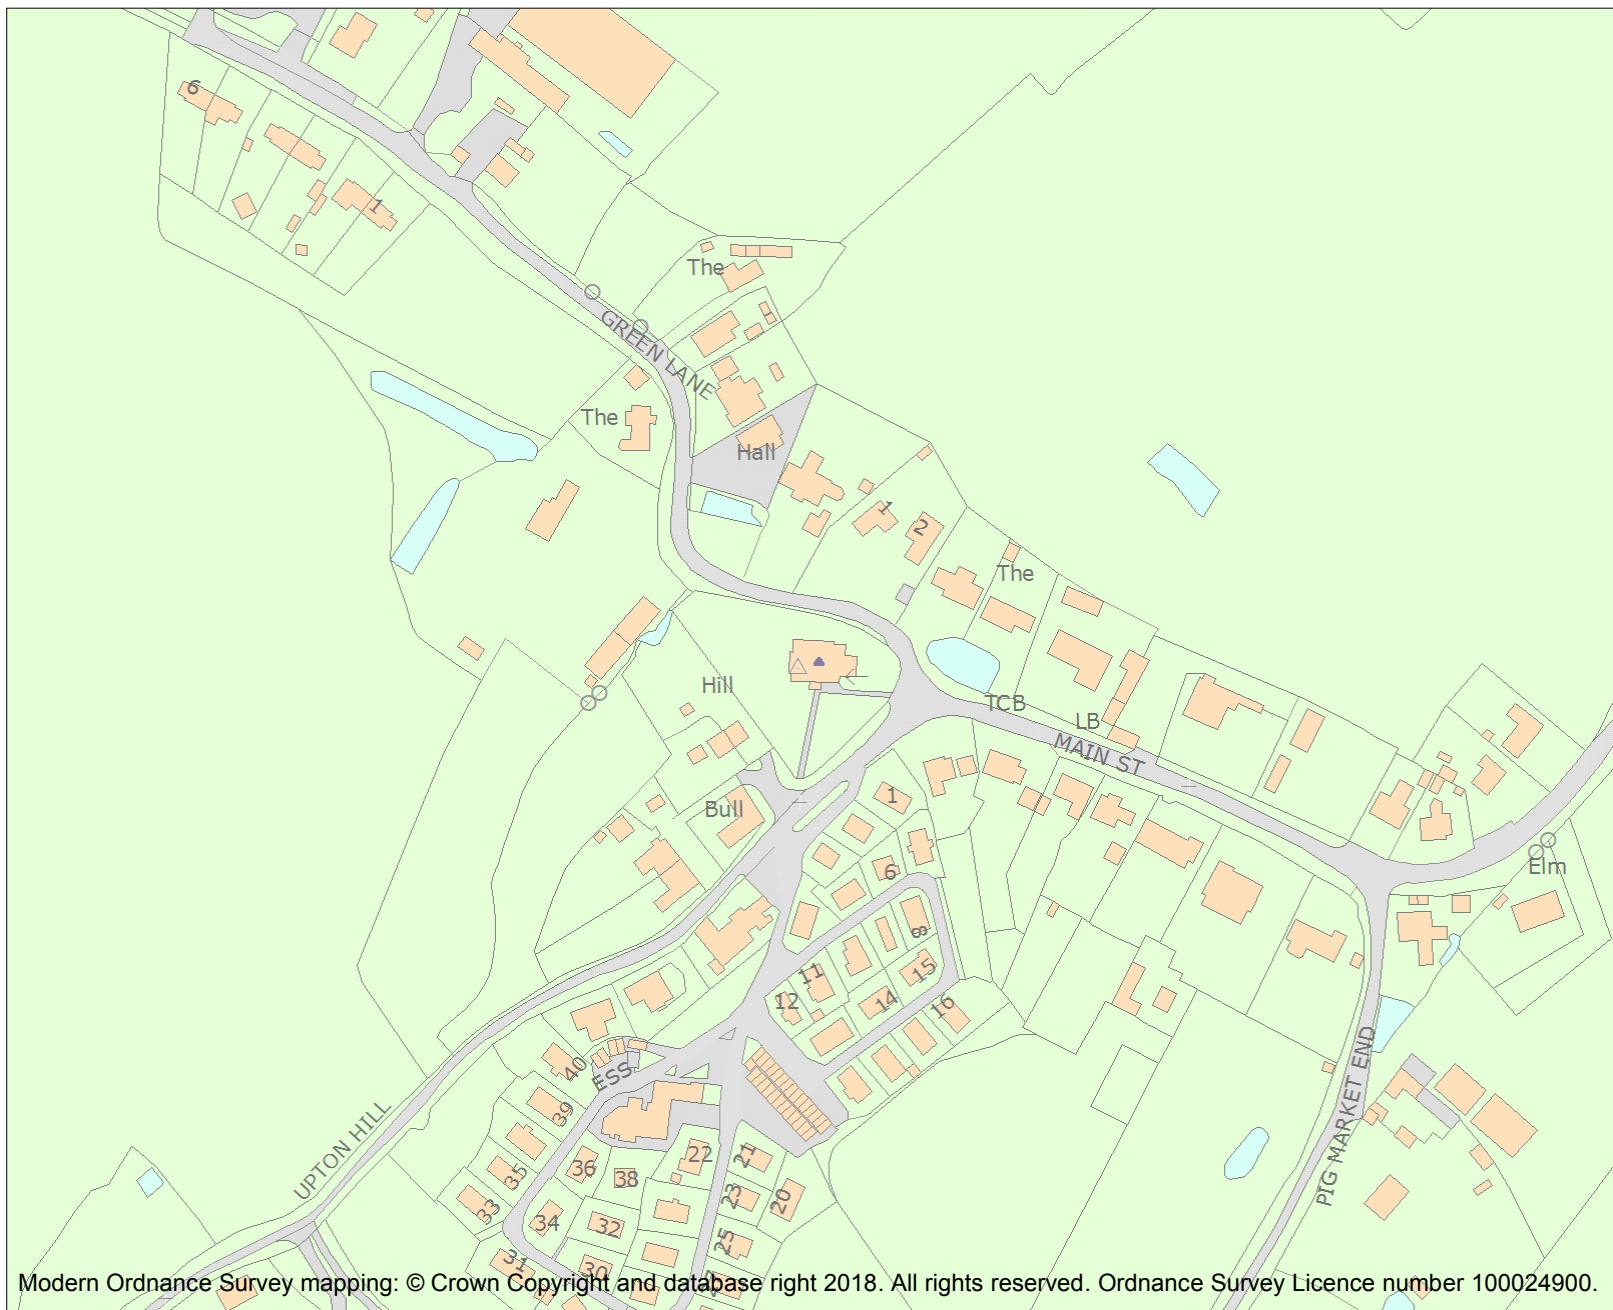 6
1
The
GREEN LANE
The
Hall
1
2
The
Hill
TCB
LB
MAIN ST
Bull
1
6
Elm
8
11
15
12
14
16
PIG MARKET END
40
ESS
39
UPTON HILL
22
21
36
35
38
23
20
33
34
32
25
31
30
Modern Ordnance Survey mapping: © Crown Copyright and database right 2018. All rights reserved. Ordnance Survey Licence number 100024900.